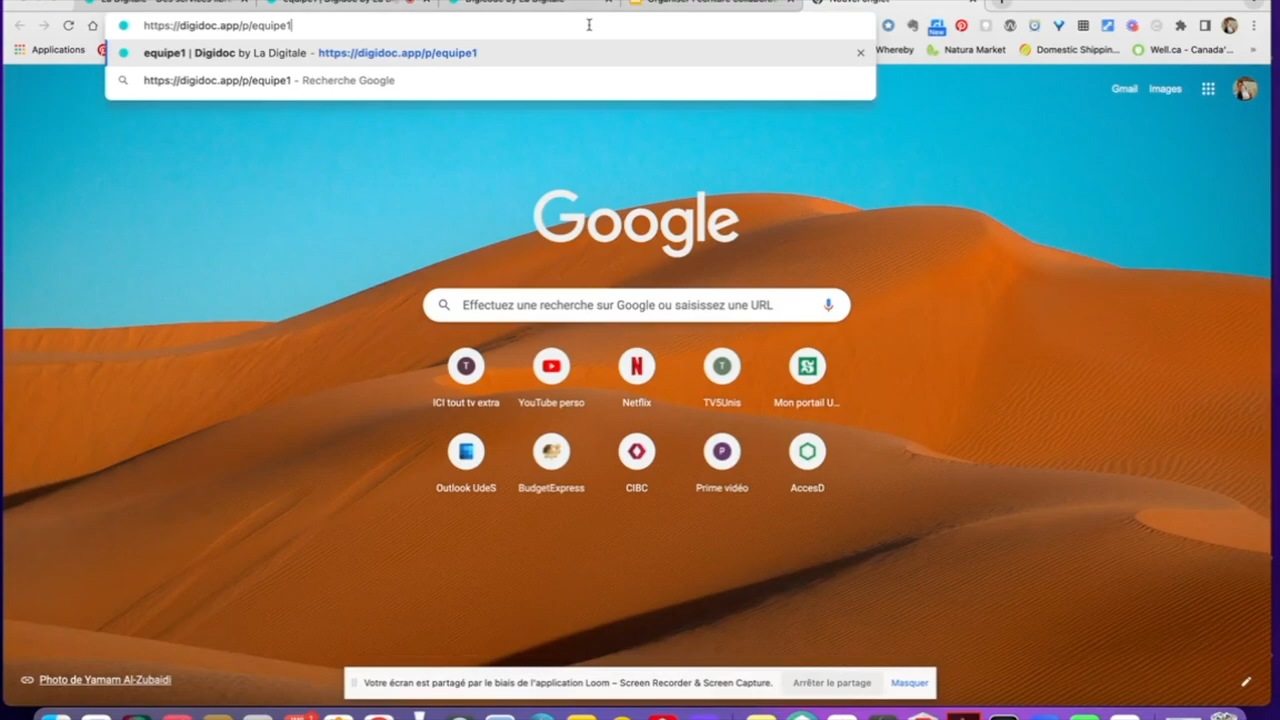 https://digidoc.app/p/equipe1
New
equipe1 | Digidoc by La Digitale - https://digidoc.app/p/equipe1
https://digidoc.app/p/equipe1 - Recherche Google
Applications
Whereby
Natura Market
Domestic Shippin...
Well.ca - Canada'...
Gmail
Images
Google
Effectuez une recherche sur Google ou saisissez une URL
T
T
ICI tout tv extra
YouTube perso
Netflix
TV5Unis
Mon portail U...
P
Outlook UdeS
BudgetExpress
CIBC
Prime vidéo
AccesD
Photo de Yamam Al-Zubaidi
Votre écran est partagé par le biais de l'application Loom – Screen Recorder & Screen Capture.
Arrêter le partage
Masquer